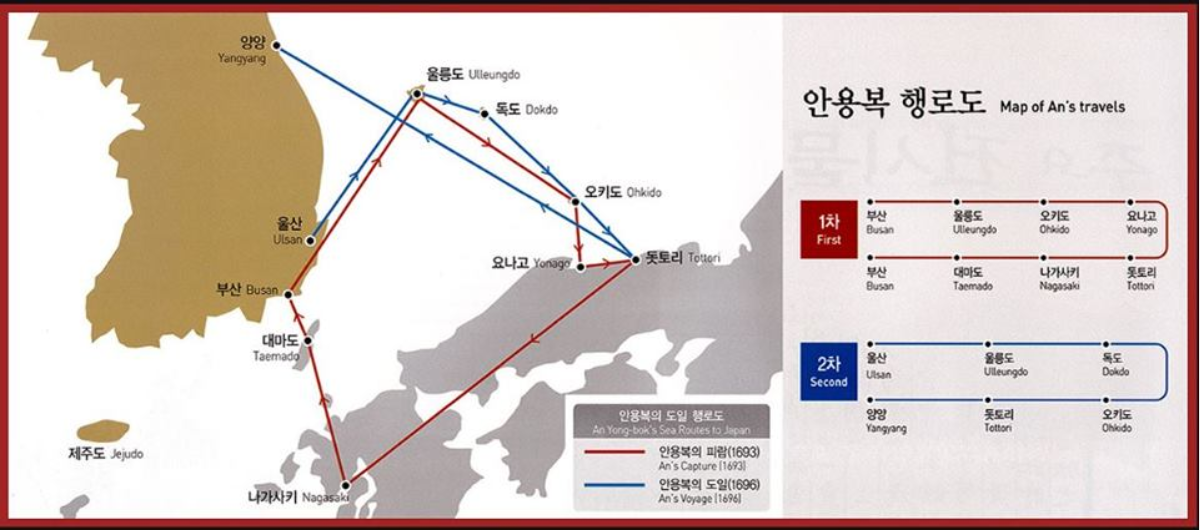 양양
Yangyang
울릉도 Ulleungdo
독도 Dokdo
오키도 Ohkido
울산
Ulsan
돗토리 Tottori
요나고 Yonago
부산 Busan
대마도
Taemado
제주도 Jejudo
나가사키 Nagasaki
안용복의 도일 행로도
An Yong-bok's Sea Routes to Japan
안용복의 피랍(1693)
An's Capture (1693)
안용복의 도일(1696)
An's Voyage (1696)
안용복 행로도 Map of An's travels
1차
First
부산 울릉도 오키도 요나고
Busan Ulleungdo Ohkido Yonago
부산 대마도 나가사키 돗토리
Busan Taemado Nagasaki Tottori
2차
Second
울산 울릉도 독도
Ulsan Ulleungdo Dokdo
양양 돗토리 오키도
Yangyang Tottori Ohkido